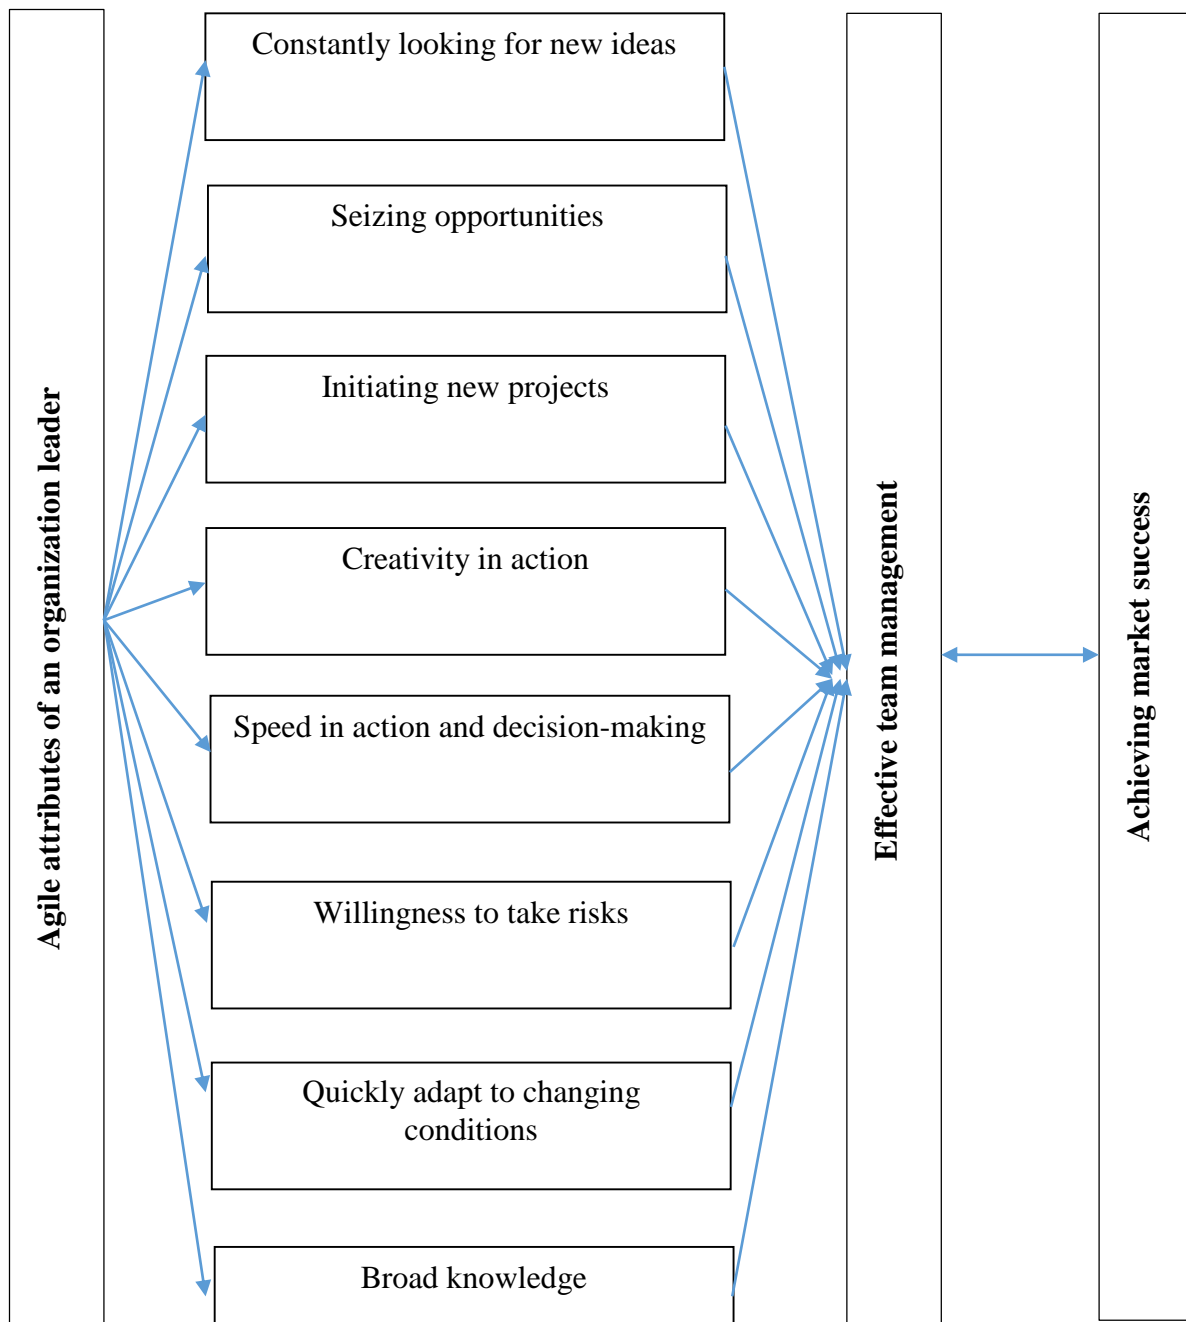 Agile attributes of an organization leader
Constantly looking for new ideas
Seizing opportunities
Initiating new projects
Creativity in action
Speed in action and decision-making
Willingness to take risks
Quickly adapt to changing
conditions
Broad knowledge
Effective team management
Achieving market success